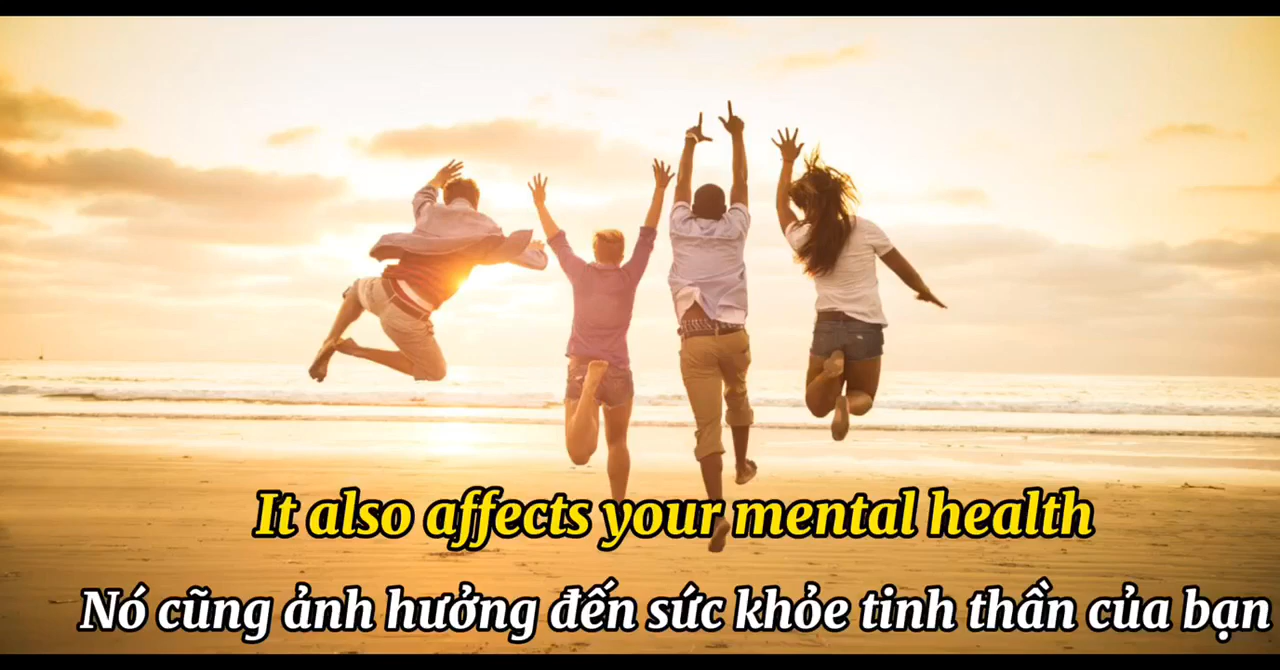 It also affects your mental health
Nó cũng ảnh hưởng đến sức khỏe tinh thần của bạn